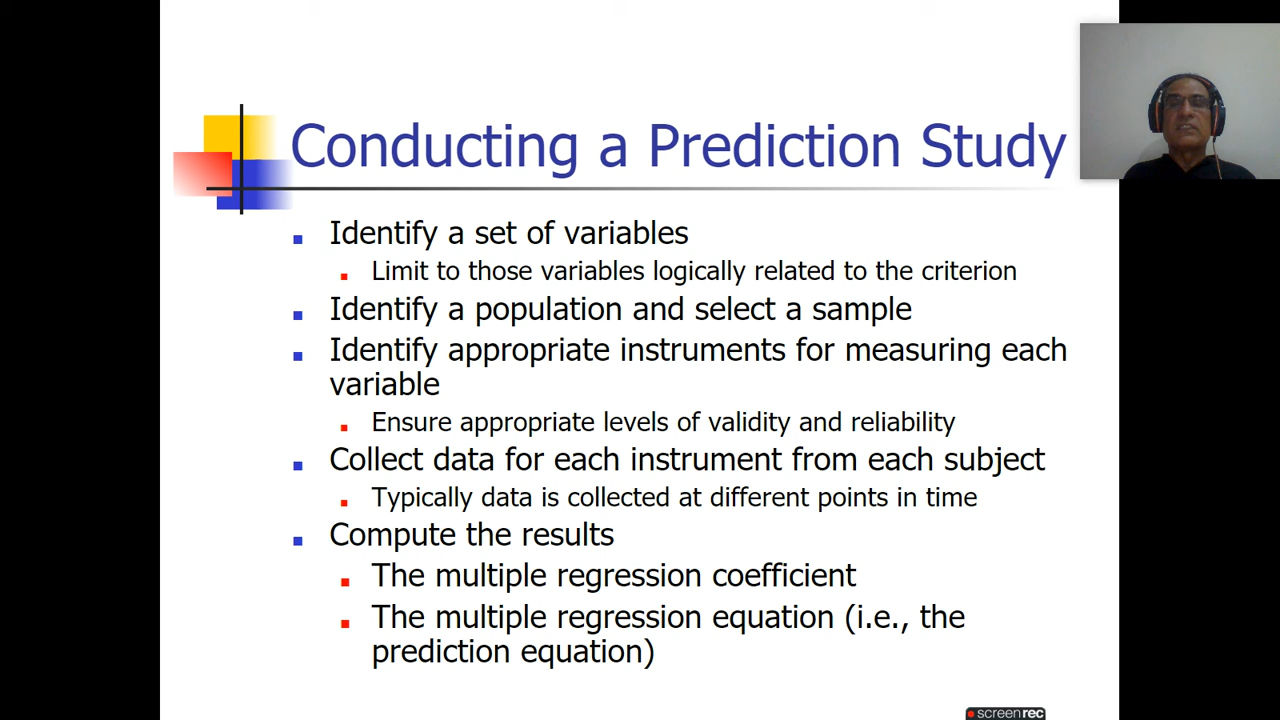 Conducting a Prediction Study
Identify a set of variables
Limit to those variables logically related to the criterion
Identify a population and select a sample
Identify appropriate instruments for measuring each
variable
Ensure appropriate levels of validity and reliability
Collect data for each instrument from each subject
Typically data is collected at different points in time
Compute the results
The multiple regression coefficient
The multiple regression equation (i.e., the
prediction equation)
screenrec